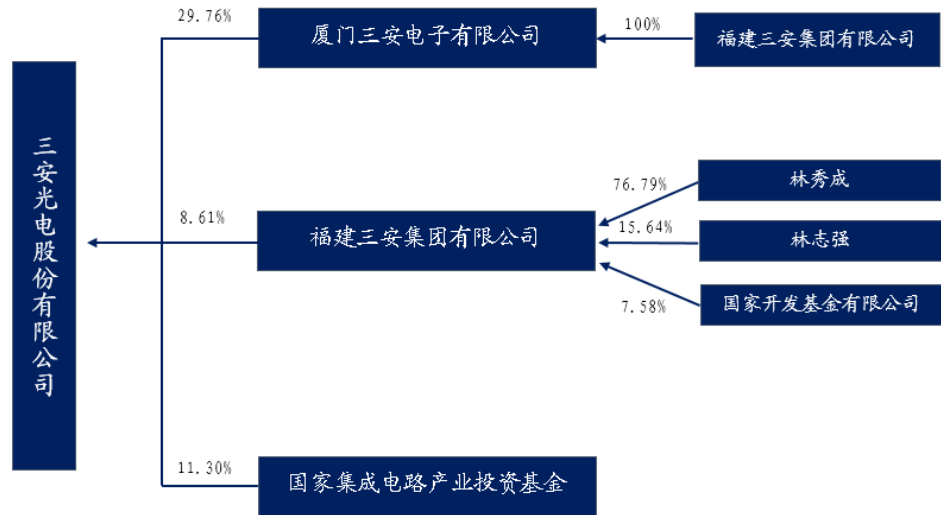 29.76%
厦门三安电子有限公司
100%
福建三安集团有限公司
三安光电股份有限公司
8.61%
福建三安集团有限公司
76.79%
林秀成
15.64%
林志强
7.58%
国家开发基金有限公司
11.30%
国家集成电路产业投资基金